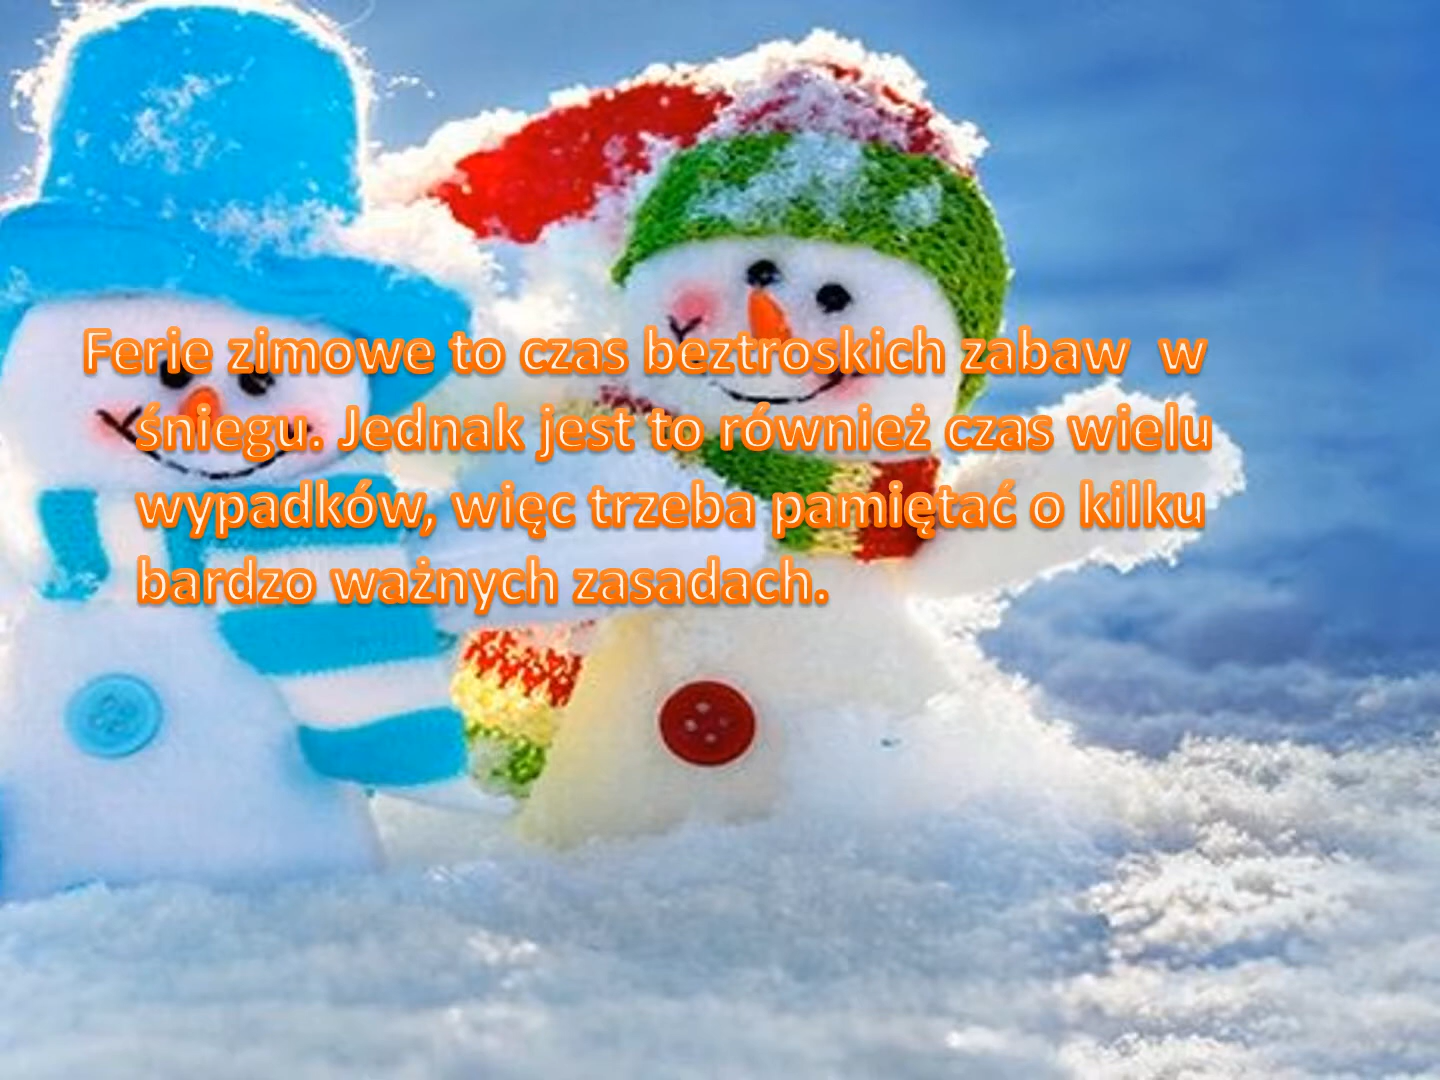 Ferie zimowe to czas beztroskich zabaw  w
śniegu. Jednak jest to również czas wielu
wypadków, więc trzeba pamiętać o kilku
bardzo ważnych zasadach.